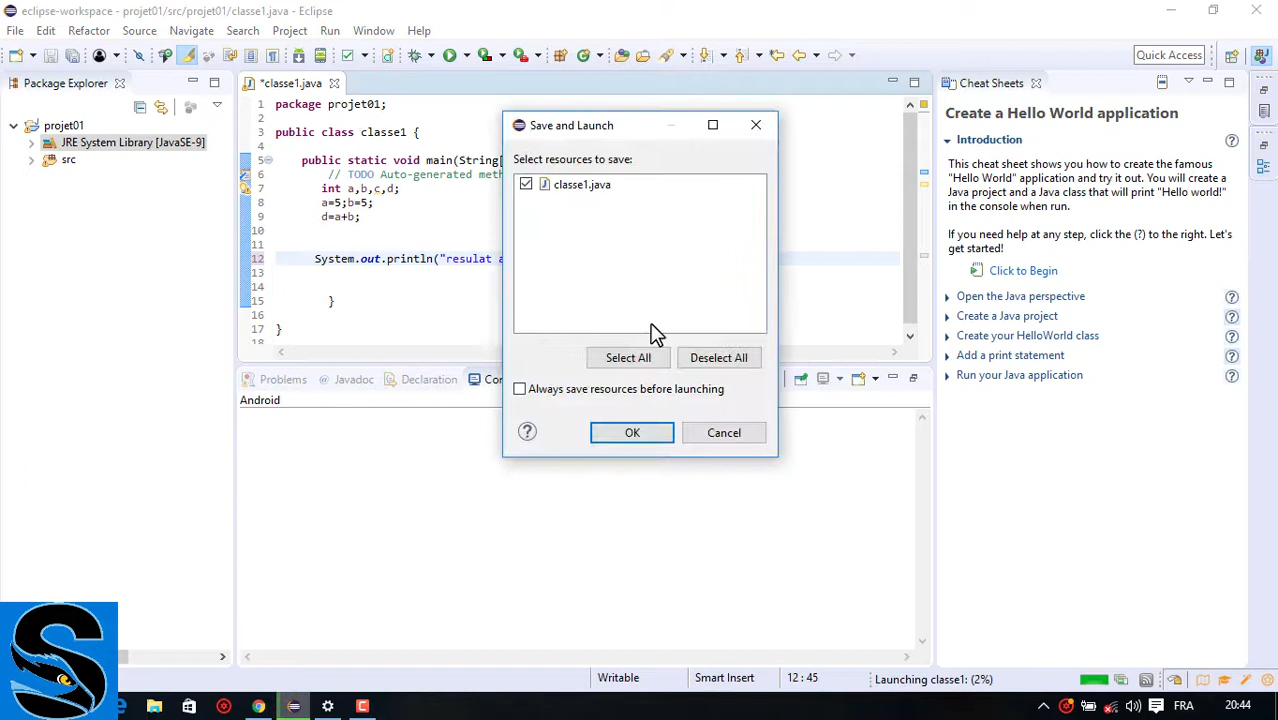 eclipse-workspace - projet01/src/projet01/classe1.java - Eclipse
File Edit Refactor Source Navigate Search Project Run Window Help
Quick Access
Package Explorer
projet01
JRE System Library [JavaSE-9]
src
*classe1.java
1 package projet01;
2
3 public class classe1 {
4
5 public static void main(String[
6 // TODO Auto-generated meth
7 int a,b,c,d;
8 a=5;b=5;
9 d=a+b;
10
11
12 System.out.println("resulat a
13
14
15 }
16
17 }
18
Save and Launch
Select resources to save:
classe1.java
Select All Deselect All
Always save resources before launching
OK Cancel
Problems Javadoc Declaration Con
Android
Cheat Sheets
Create a Hello World application
Introduction
This cheat sheets you how to create the famous
"Hello World" application and try it out. You will create
a Java project and a Java class that will print "Hello world!"
in the console when run.
If you need help at any step, click the (?) to the right. Let's
get started!
Click to Begin
Open the Java perspective
Create a Java project
Create your HelloWorld class
Add a print statement
Run your Java application
Writable Smart Insert 12 : 45 Launching classe1: (2%)
S
FRA 20:44